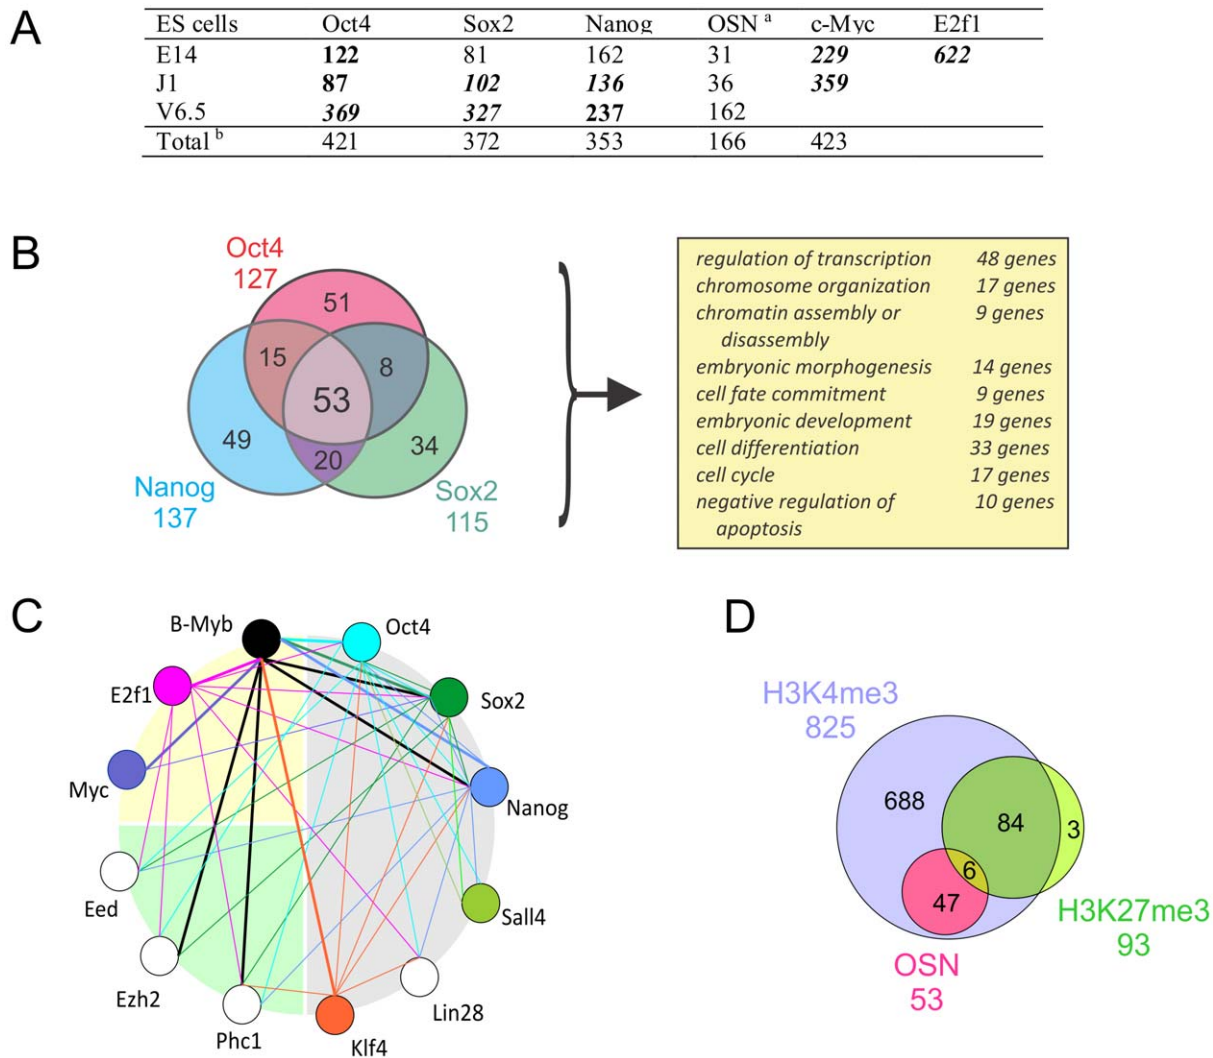 A
ES cells Oct4 Sox2 Nanog OSN a c-Myc E2f1
E14 122 81 162 31 229 622
J1 87 102 136 36 359
V6.5 369 327 237 162
Total b 421 372 353 166 423
B
Oct4
127
51
15
8
53
49
34
20
Nanog
137
Sox2
115
regulation of transcription 48 genes
chromosome organization 17 genes
chromatin assembly or 9 genes
disassembly
embryonic morphogenesis 14 genes
cell fate commitment 9 genes
embryonic development 19 genes
cell differentiation 33 genes
cell cycle 17 genes
negative regulation of 10 genes
apoptosis
C
B-Myb
Oct4
E2f1
Sox2
Myc
Nanog
Eed
Sall4
Ezh2
Lin28
Phc1
Klf4
D
H3K4me3
825
688
84
3
6
47
H3K27me3
93
OSN
53